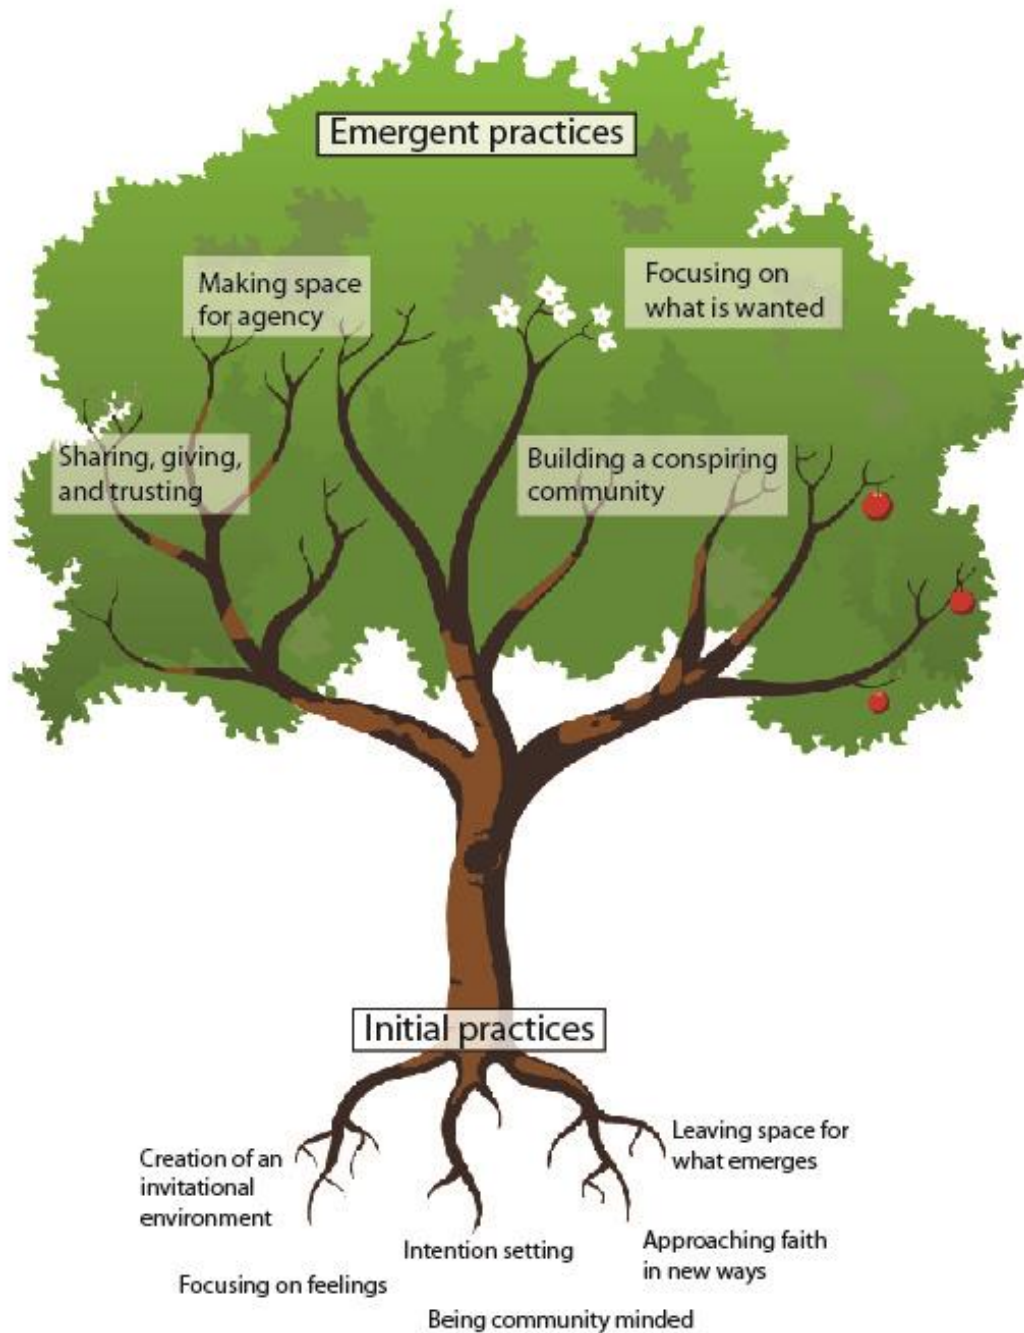 Emergent practices
Making space
for agency
Focusing on
what is wanted
Sharing, giving,
and trusting
Building a conspiring
community
Initial practices
Creation of an
invitational
environment
Leaving space for
what emerges
Intention setting
Approaching faith
in new ways
Focusing on feelings
Being community minded